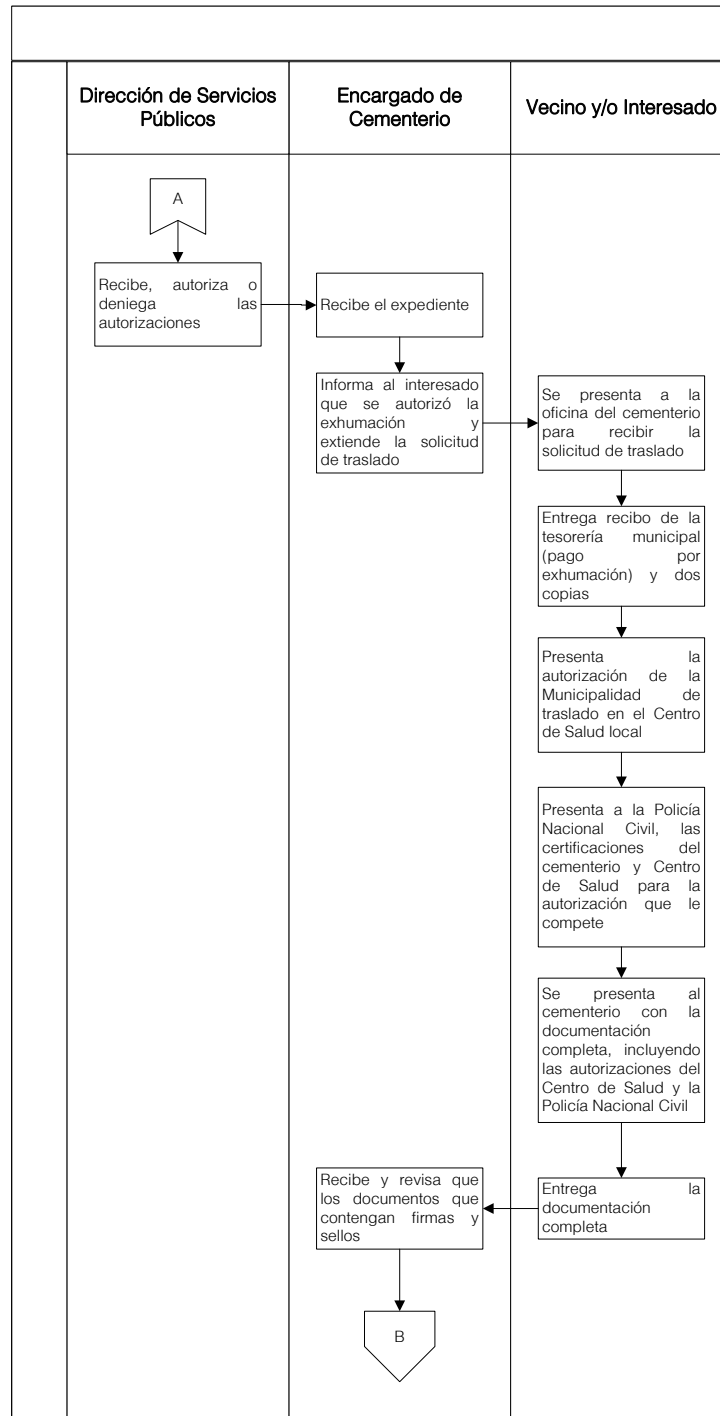 Dirección de Servicios
Públicos
Encargado de
Cementerio
Vecino y/o Interesado
A
Recibe, autoriza o
deniega las
autorizaciones
Recibe el expediente
Informa al interesado
que se autorizó la
exhumación y
extiende la solicitud
de traslado
Se presenta a la
oficina del cementerio
para recibir la
solicitud de traslado
Entrega recibo de la
tesorería municipal
(pago por
exhumación) y dos
copias
Presenta la
autorización de la
Municipalidad de
traslado en el Centro
de Salud local
Presenta a la Policía
Nacional Civil, las
certificaciones del
cementerio y Centro
de Salud para la
autorización que le
compete
Se presenta al
cementerio con la
documentación
completa, incluyendo
las autorizaciones del
Centro de Salud y la
Policía Nacional Civil
Entrega la
documentación
completa
Recibe y revisa que
los documentos que
contengan firmas y
sellos
B